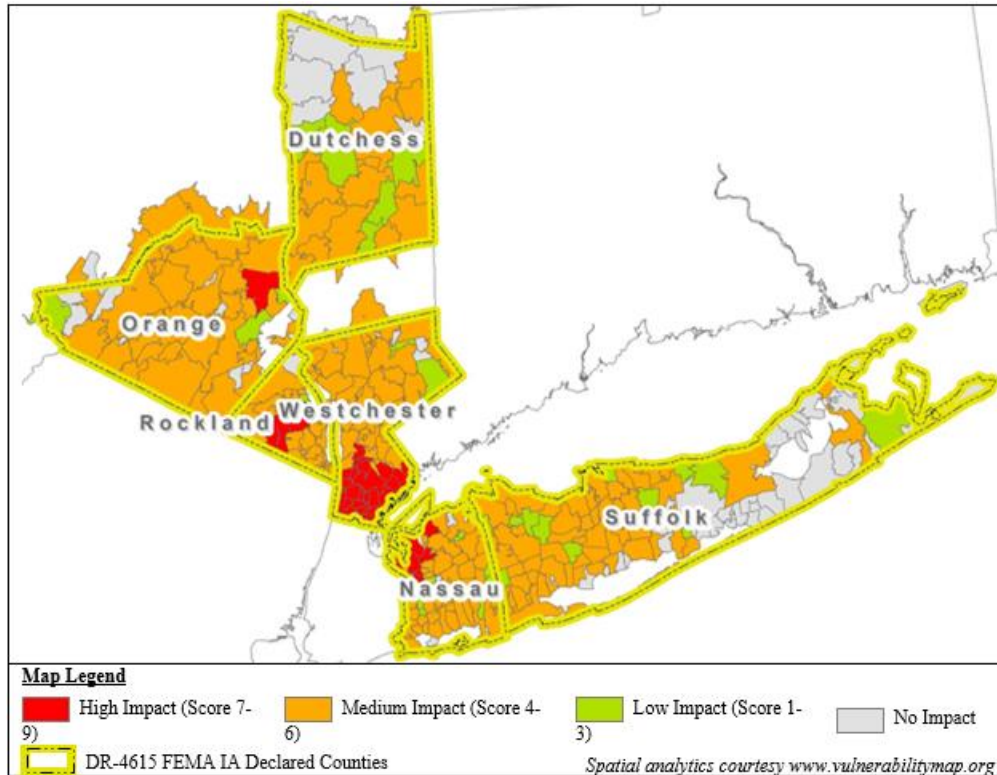 Dutchess
Orange
Rockland
Westchester
Suffolk
Nassau
Map Legend
High Impact (Score 7-
9)
Medium Impact (Score 4-
6)
Low Impact (Score 1-
3)
No Impact
DR-4615 FEMA IA Declared Counties
Spatial analytics courtesy www.vulnerabilitymap.org